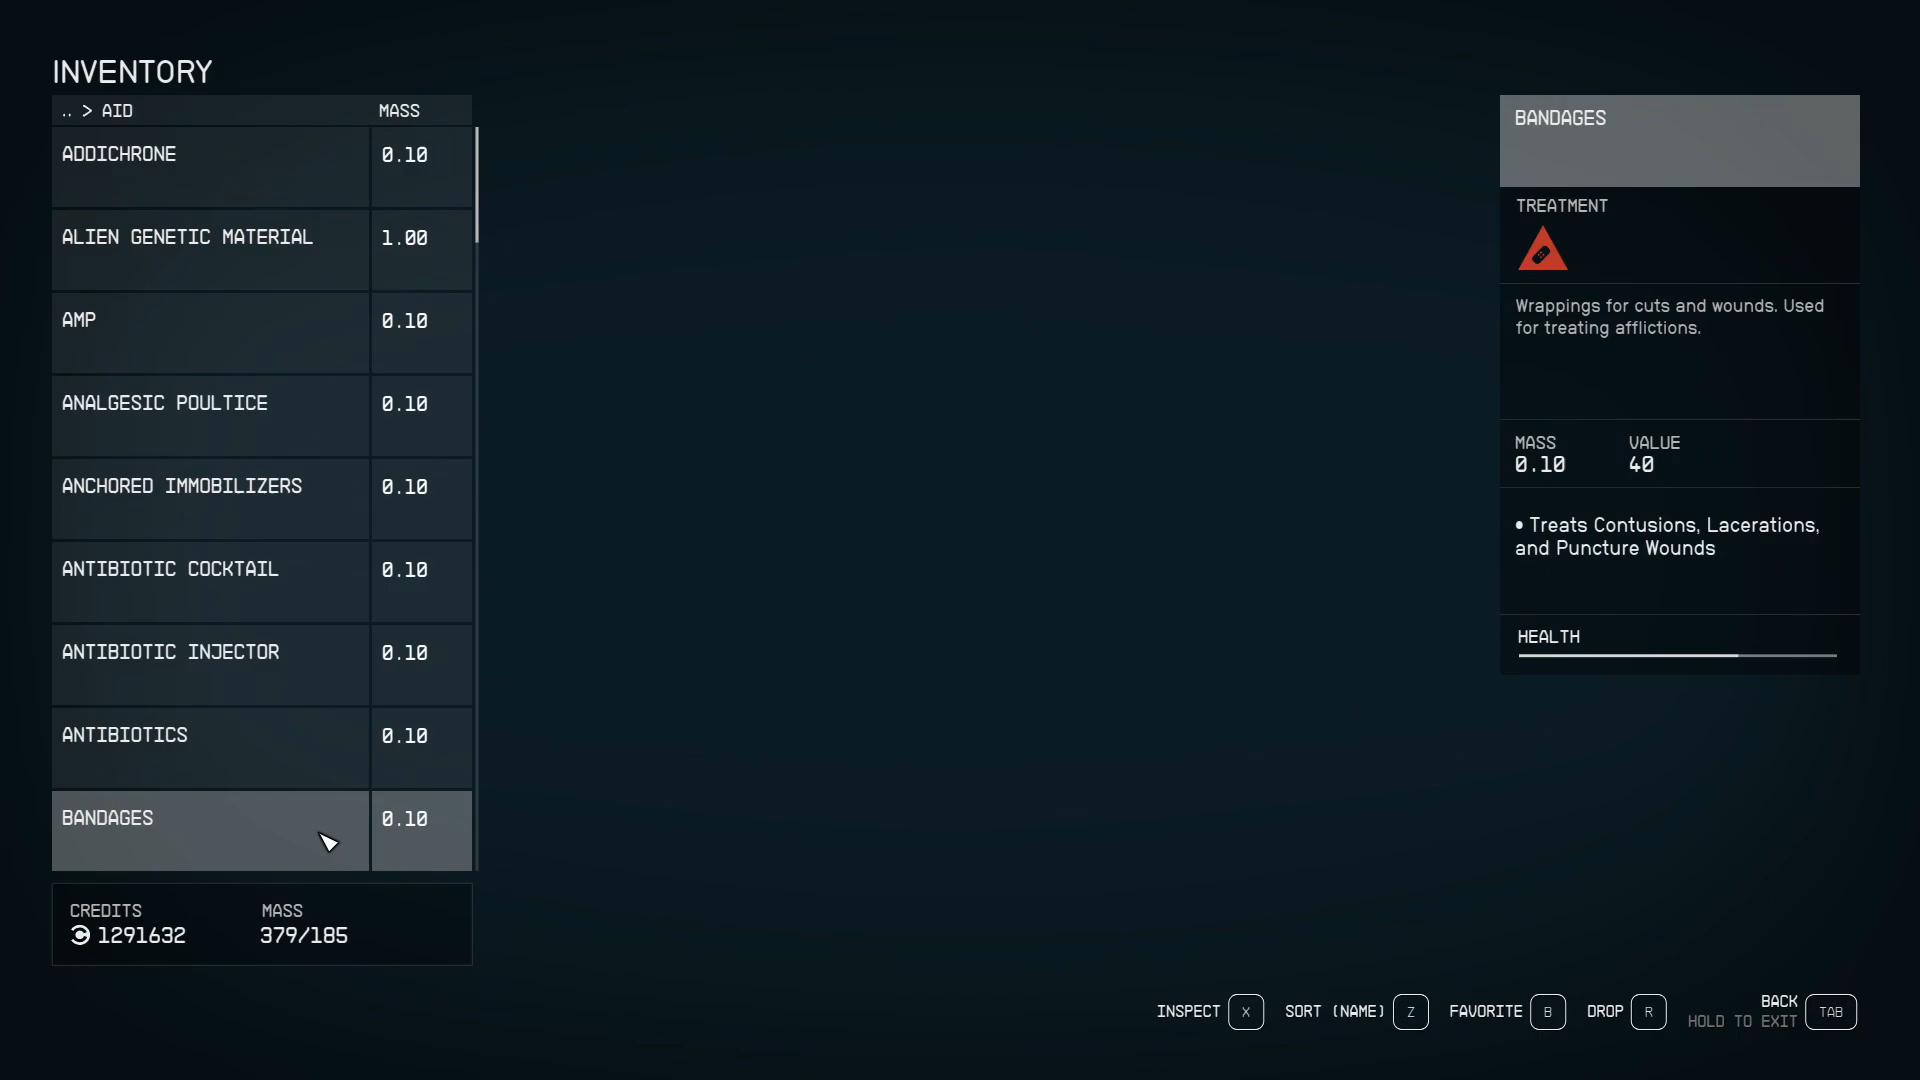 INVENTORY
.. > AID MASS
ADDICHRONE 0.10
ALIEN GENETIC MATERIAL 1.00
AMP 0.10
ANALGESIC POULTICE 0.10
ANCHORED IMMOBILIZERS 0.10
ANTIBIOTIC COCKTAIL 0.10
ANTIBIOTIC INJECTOR 0.10
ANTIBIOTICS 0.10
BANDAGES 0.10
CREDITS MASS
1291632 379/185
BANDAGES
TREATMENT
Wrappings for cuts and wounds. Used
for treating afflictions.
MASS VALUE
0.10 40
• Treats Contusions, Lacerations,
and Puncture Wounds
HEALTH
INSPECT X SORT (NAME) Z FAVORITE B DROP R BACK TAB
HOLD TO EXIT